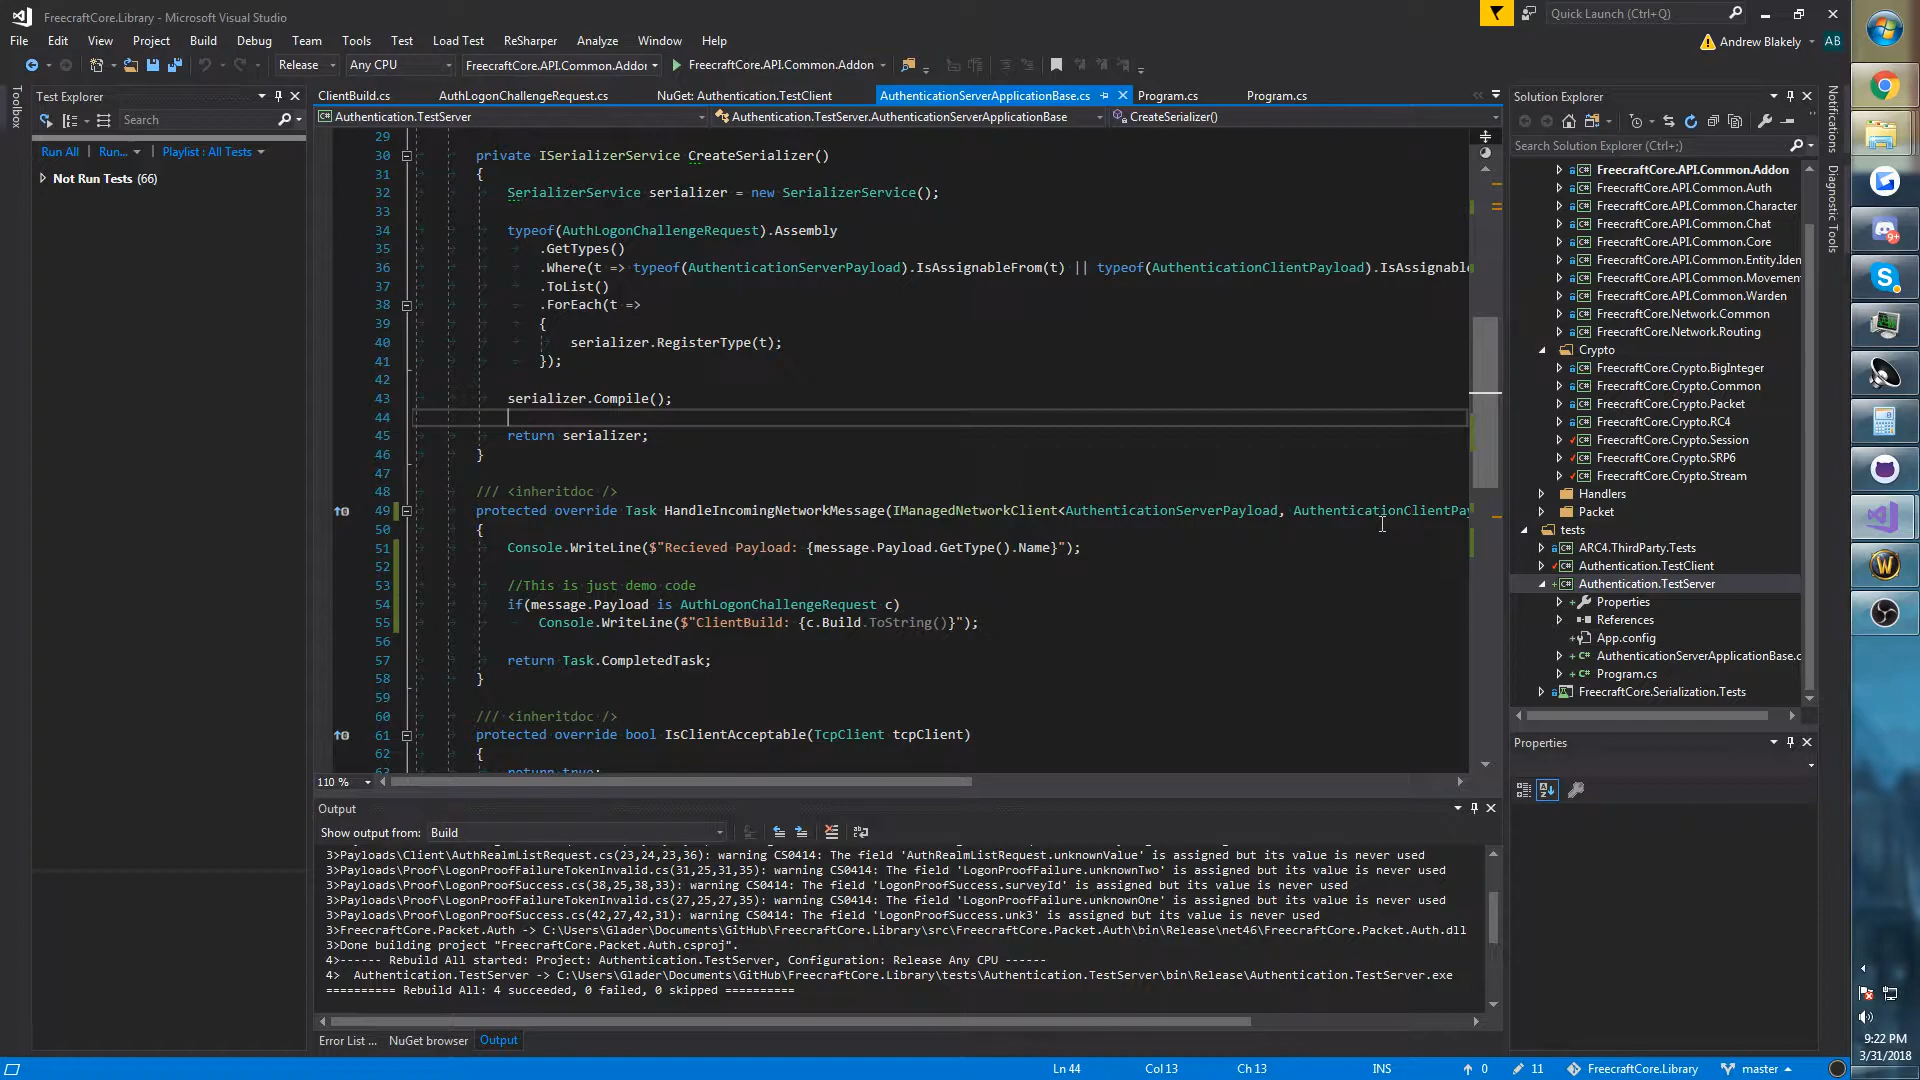 FreecraftCore.Library - Microsoft Visual Studio
Quick Launch (Ctrl+Q)
File Edit View Project Build Debug Team Tools Test Load Test ReSharper Analyze Window Help
Andrew Blakely AB
Release Any CPU FreecraftCore.API.Common.Addor FreecraftCore.API.Common.Addon
Toolbox
Test Explorer
Search
Run All Run... Playlist : All Tests
Not Run Tests (66)
ClientBuild.cs AuthLogonChallengeRequest.cs NuGet: Authentication.TestClient AuthenticationServerApplicationBase.cs Program.cs Program.cs
Authentication.TestServer Authentication.TestServer.AuthenticationServerApplicationBase CreateSerializer()
29
30 private ISerializerService CreateSerializer()
31 {
32 SerializerService serializer = new SerializerService();
33
34 typeof(AuthLogonChallengeRequest).Assembly
35 .GetTypes()
36 .Where(t => typeof(AuthenticationServerPayload).IsAssignableFrom(t) || typeof(AuthenticationClientPayload).IsAssignable
37 .ToList()
38 .ForEach(t =>
39 {
40 serializer.RegisterType(t);
41 });
42
43 serializer.Compile();
44
45 return serializer;
46 }
47
48 /// <inheritdoc />
49 protected override Task HandleIncomingNetworkMessage(IManagedNetworkClient<AuthenticationServerPayload, AuthenticationClientPay
50 {
51 Console.WriteLine($"Recieved Payload: {message.Payload.GetType().Name}");
52
53 //This is just demo code
54 if(message.Payload is AuthLogonChallengeRequest c)
55 Console.WriteLine($"ClientBuild: {c.Build.ToString()}");
56
57 return Task.CompletedTask;
58 }
59
60 /// <inheritdoc />
61 protected override bool IsClientAcceptable(TcpClient tcpClient)
62 {
63 return true;
110 %
Output
Show output from: Build
3>Payloads\Client\AuthRealmListRequest.cs(23,24,23,36): warning CS0414: The field 'AuthRealmListRequest.unknownValue' is assigned but its value is never used
3>Payloads\Proof\LogonProofFailureTokenInvalid.cs(31,25,31,35): warning CS0414: The field 'LogonProofFailure.unknownTwo' is assigned but its value is never used
3>Payloads\Proof\LogonProofSuccess.cs(38,25,38,33): warning CS0414: The field 'LogonProofSuccess.surveyId' is assigned but its value is never used
3>Payloads\Proof\LogonProofFailureTokenInvalid.cs(27,25,27,35): warning CS0414: The field 'LogonProofFailure.unknownOne' is assigned but its value is never used
3>Payloads\Proof\LogonProofSuccess.cs(42,27,42,31): warning CS0414: The field 'LogonProofSuccess.unk3' is assigned but its value is never used
3>FreecraftCore.Packet.Auth -> C:\Users\Glader\Documents\GitHub\FreecraftCore.Library\src\FreecraftCore.Packet.Auth\bin\Release\net46\FreecraftCore.Packet.Auth.dll
3>Done building project "FreecraftCore.Packet.Auth.csproj".
4>------ Rebuild All started: Project: Authentication.TestServer, Configuration: Release Any CPU ------
4> Authentication.TestServer -> C:\Users\Glader\Documents\GitHub\FreecraftCore.Library\tests\Authentication.TestServer\bin\Release\Authentication.TestServer.exe
========== Rebuild All: 4 succeeded, 0 failed, 0 skipped ==========
Error List ... NuGet browser Output
Solution Explorer
Search Solution Explorer (Ctrl+;)
FreecraftCore.API.Common.Addon
FreecraftCore.API.Common.Auth
FreecraftCore.API.Common.Character
FreecraftCore.API.Common.Chat
FreecraftCore.API.Common.Core
FreecraftCore.API.Common.Entity.Iden
FreecraftCore.API.Common.Movemen
FreecraftCore.API.Common.Warden
FreecraftCore.Network.Common
FreecraftCore.Network.Routing
Crypto
FreecraftCore.Crypto.BigInteger
FreecraftCore.Crypto.Common
FreecraftCore.Crypto.Packet
FreecraftCore.Crypto.RC4
FreecraftCore.Crypto.Session
FreecraftCore.Crypto.SRP6
FreecraftCore.Crypto.Stream
Handlers
Packet
tests
ARC4.ThirdParty.Tests
Authentication.TestClient
Authentication.TestServer
Properties
References
App.config
AuthenticationServerApplicationBase.c
Program.cs
FreecraftCore.Serialization.Tests
Properties
Notifications
Diagnostic Tools
Ln 44 Col 13 Ch 13 INS 0 11 FreecraftCore.Library master
9:22 PM
3/31/2018